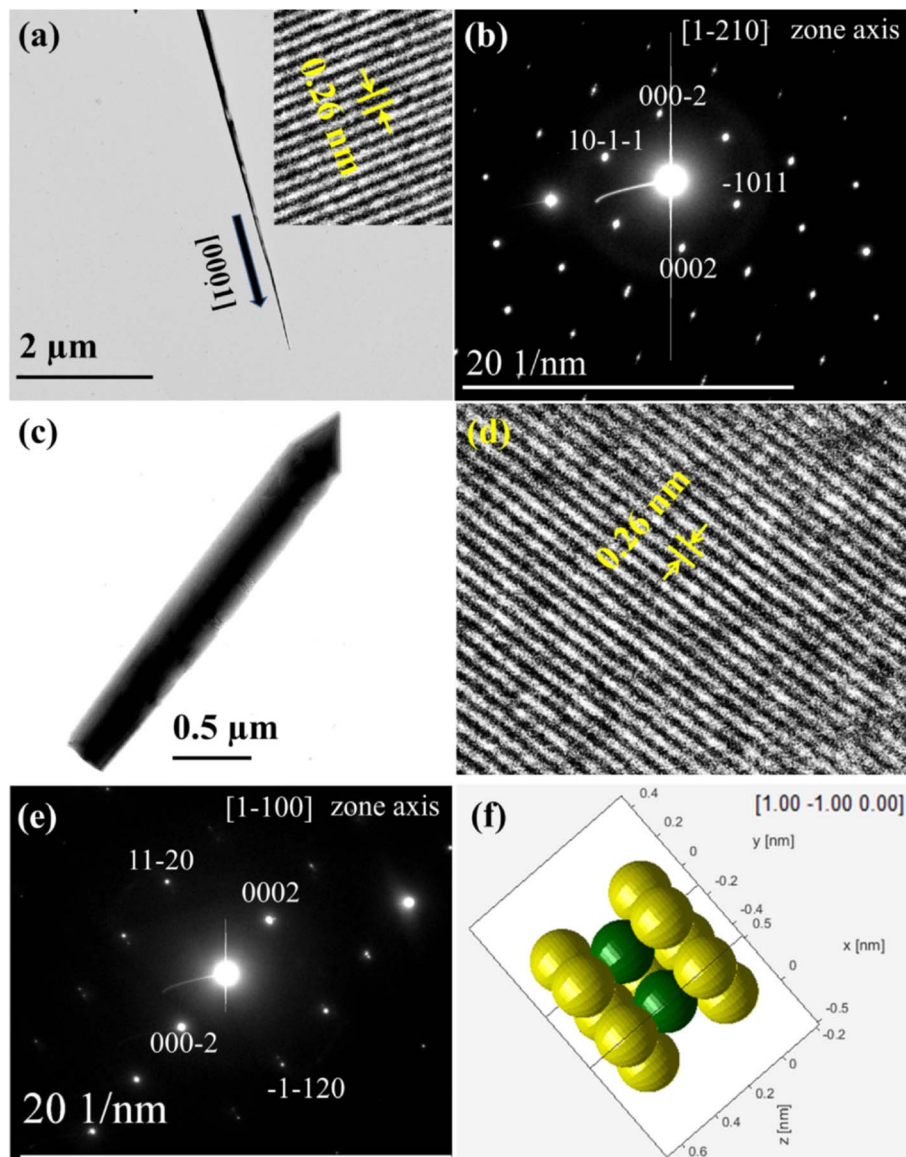 (a)
0.26 nm
[0001]
2 μm
(b)
[1-210] zone axis
000-2
10-1-1
-1011
0002
20 1/nm
(c)
0.5 μm
(d)
0.26 nm
(e)
[1-100] zone axis
11-20
0002
000-2
-1-120
20 1/nm
(f)
[1.00 -1.00 0.00]
0.4
0.2
y [nm]
0
-0.2
-0.4
0.5
x [nm]
0
-0.5
-0.2
0
0.2
z [nm]
0.4
0.6